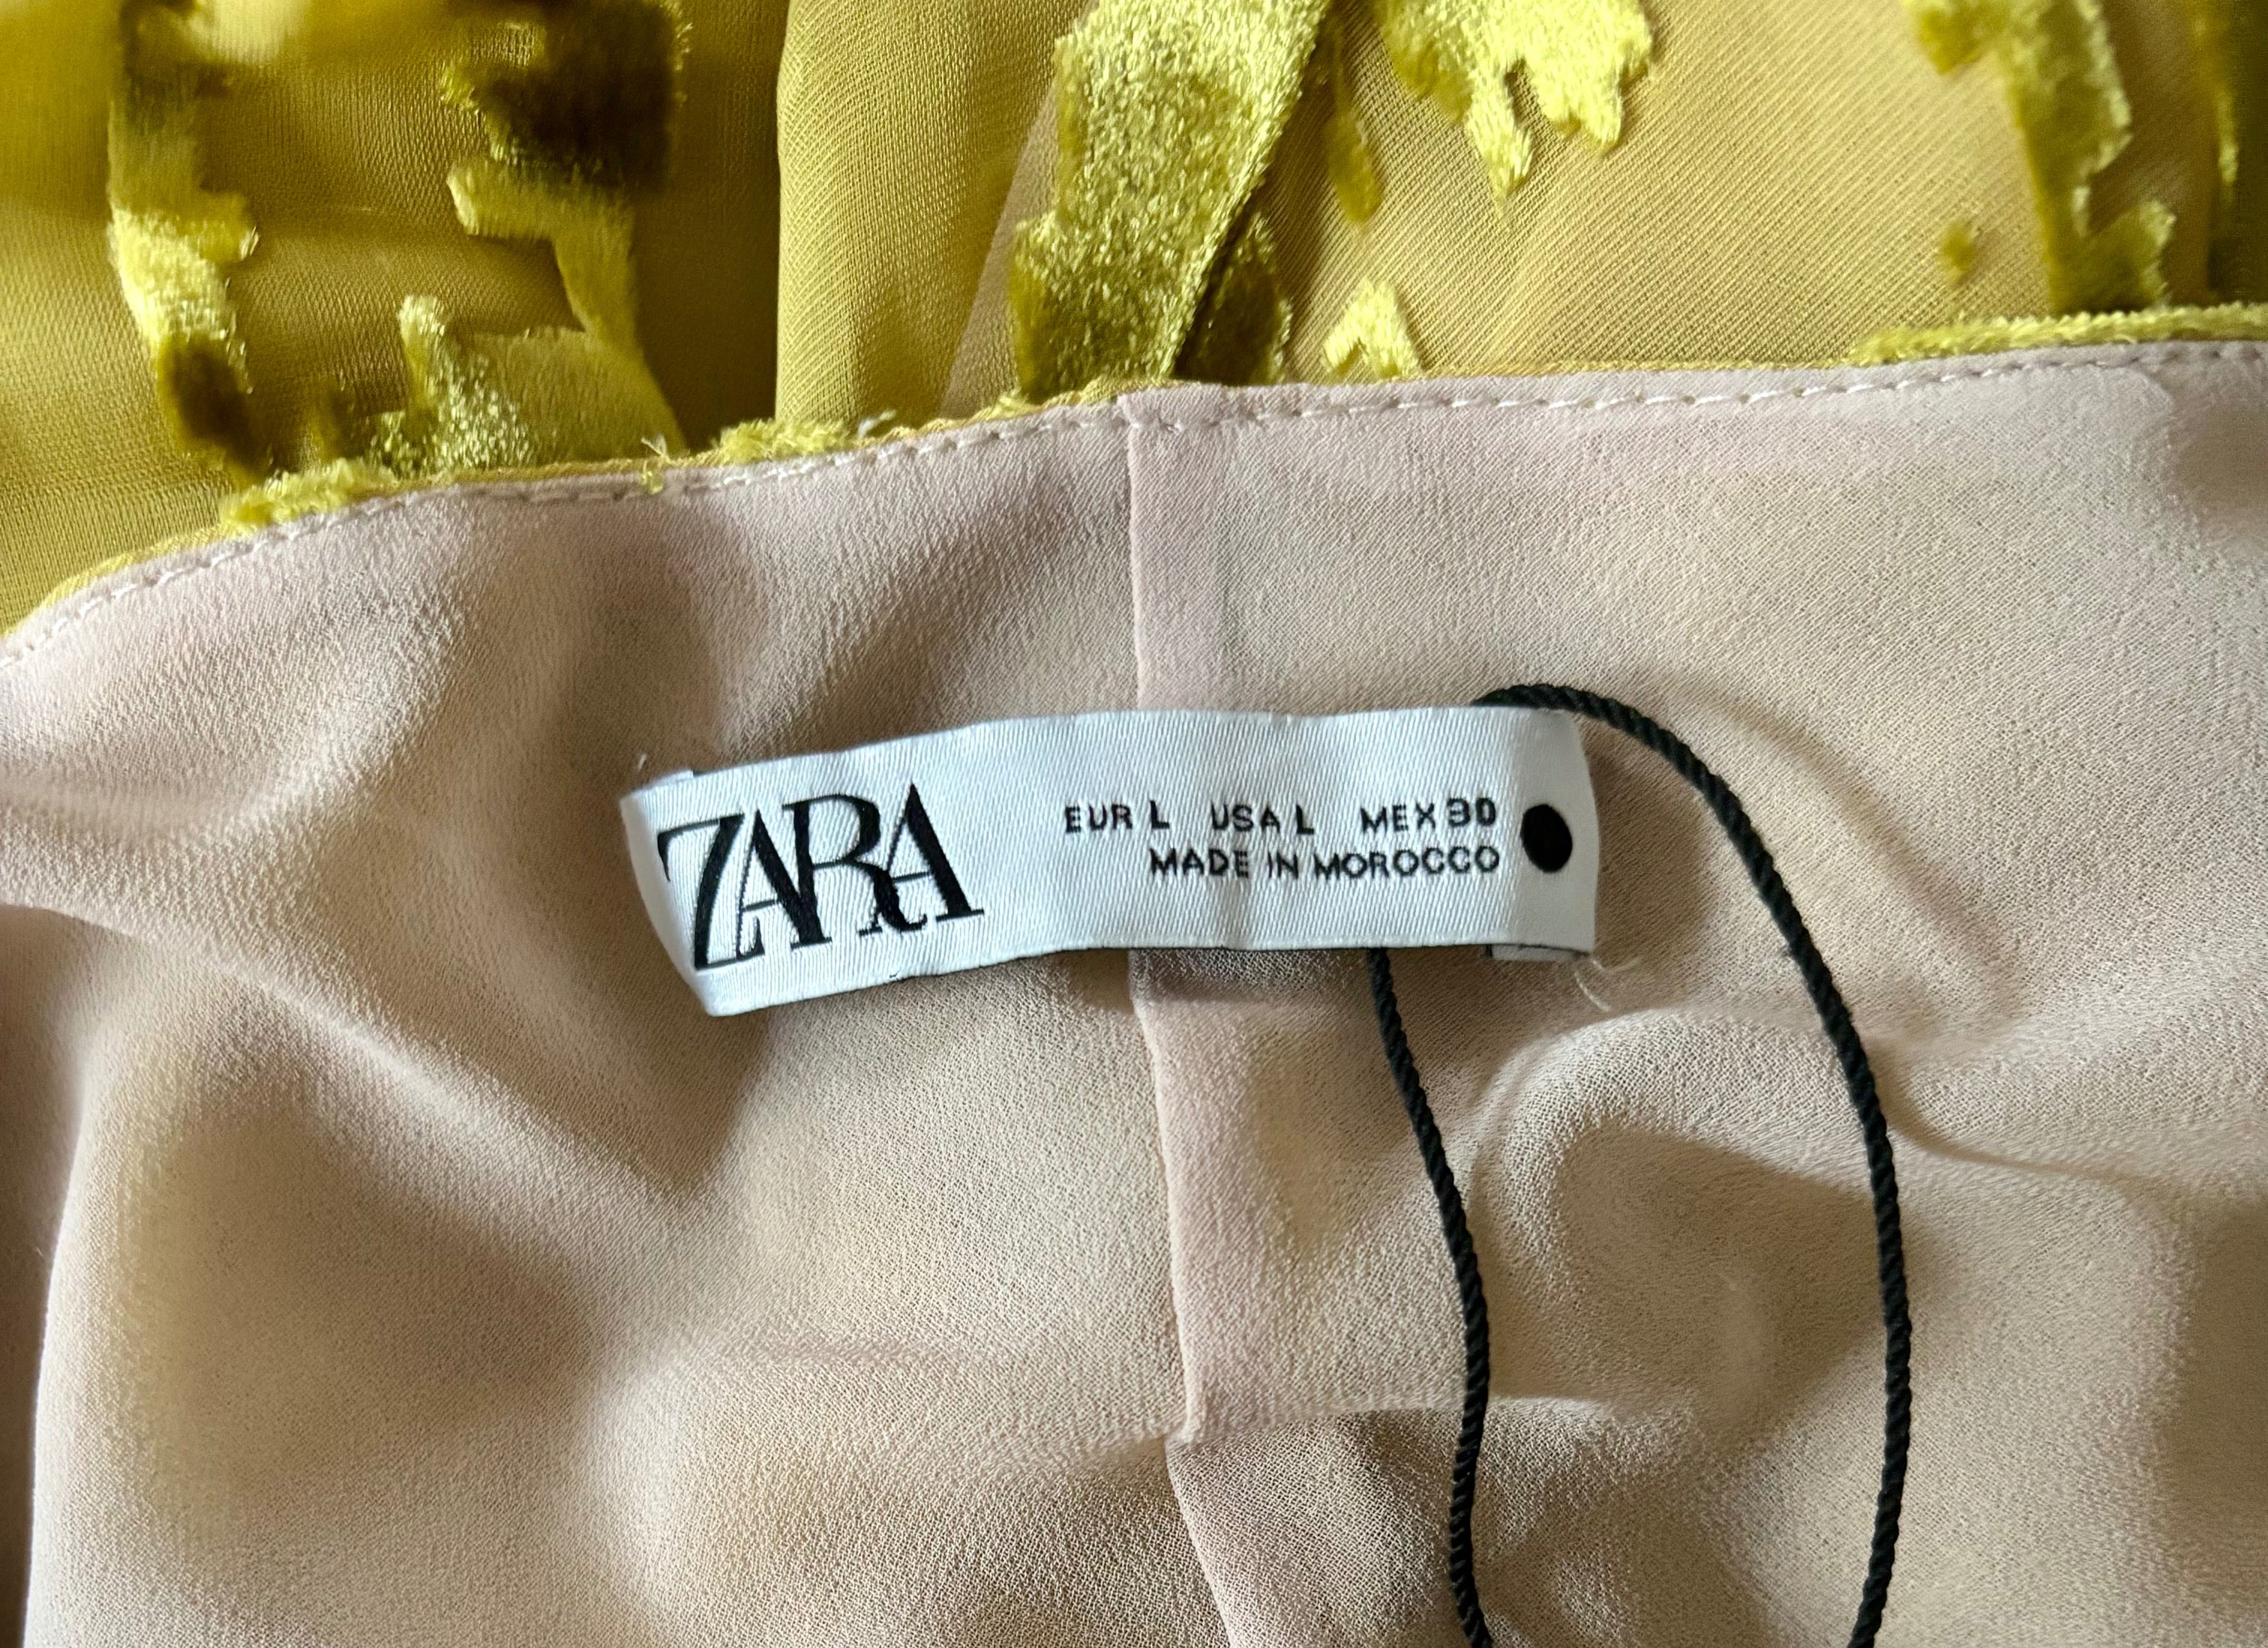 ZARA
EUR L USA L MEX 30
MADE IN MOROCCO